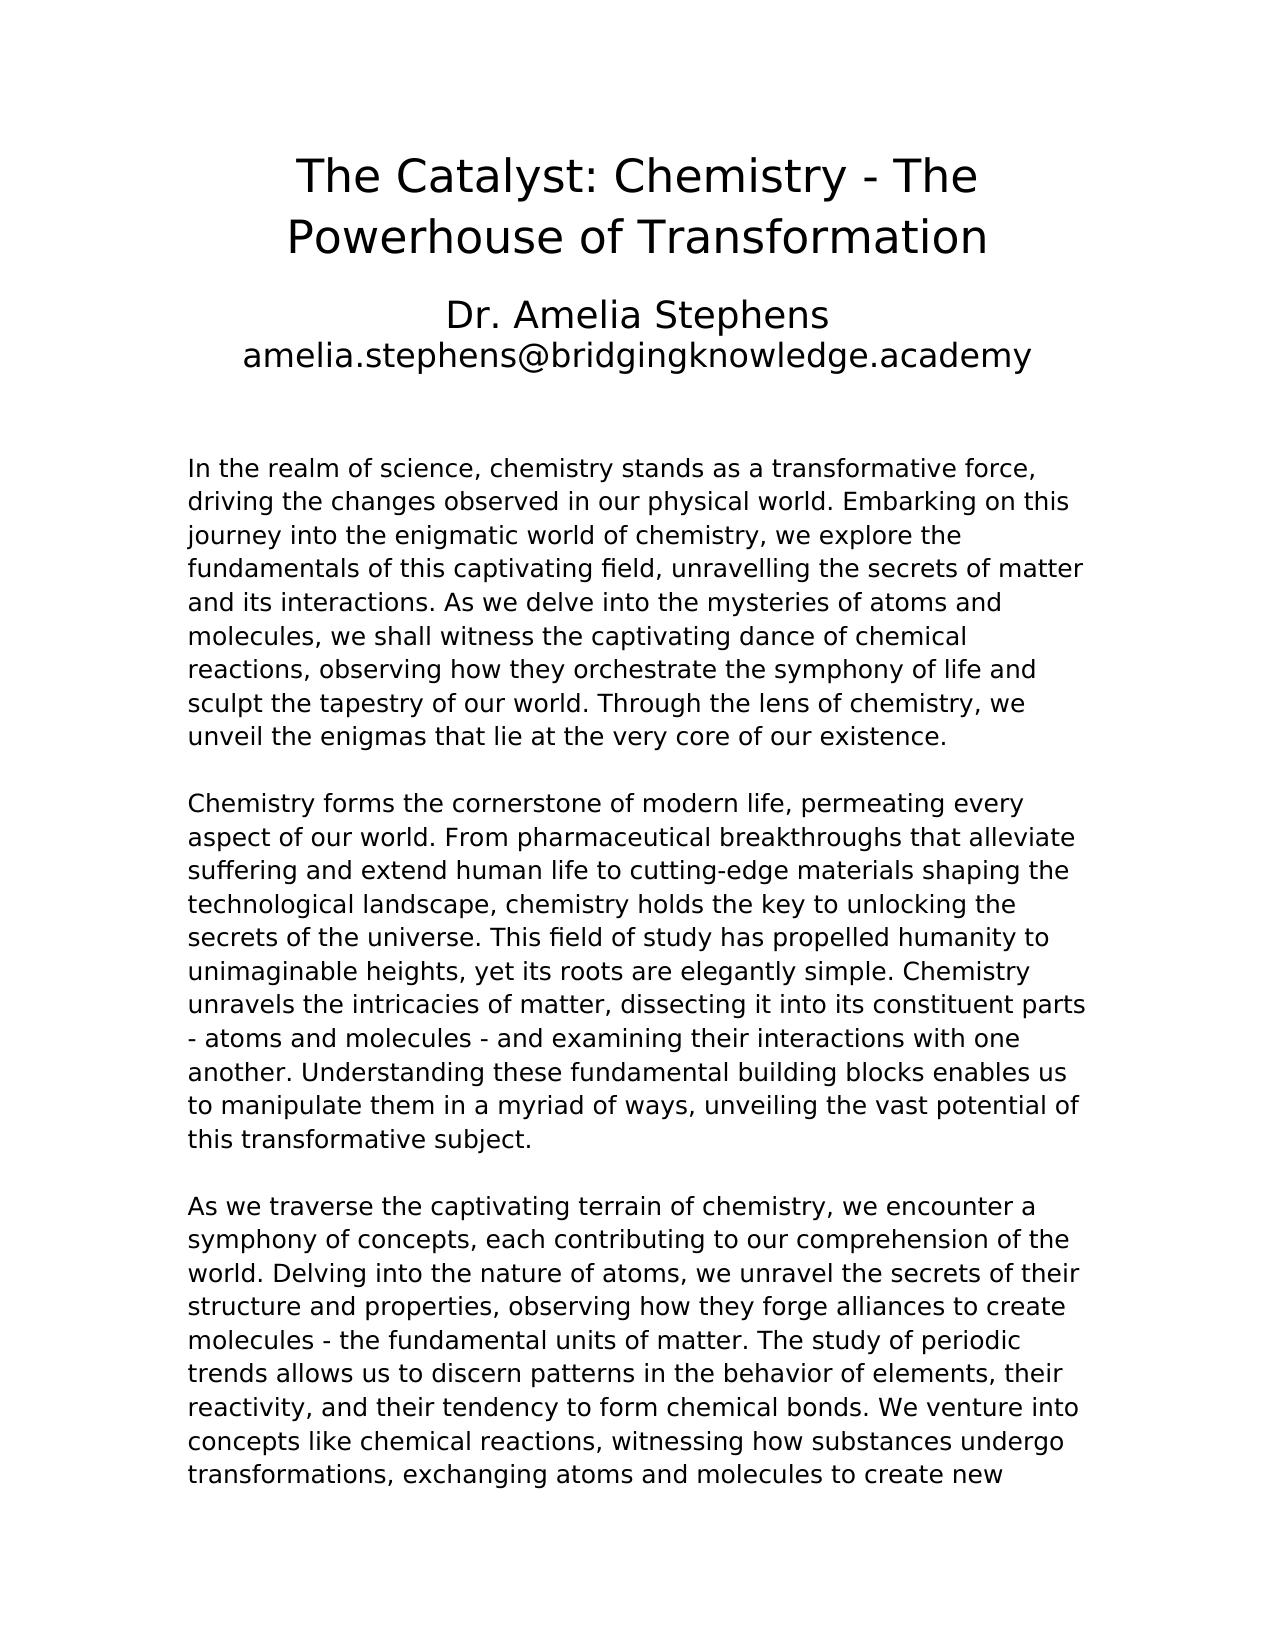 The Catalyst: Chemistry - The
Powerhouse of Transformation
Dr. Amelia Stephens
amelia.stephens@bridgingknowledge.academy
In the realm of science, chemistry stands as a transformative force,
driving the changes observed in our physical world. Embarking on this
journey into the enigmatic world of chemistry, we explore the
fundamentals of this captivating field, unravelling the secrets of matter
and its interactions. As we delve into the mysteries of atoms and
molecules, we shall witness the captivating dance of chemical
reactions, observing how they orchestrate the symphony of life and
sculpt the tapestry of our world. Through the lens of chemistry, we
unveil the enigmas that lie at the very core of our existence.
Chemistry forms the cornerstone of modern life, permeating every
aspect of our world. From pharmaceutical breakthroughs that alleviate
suffering and extend human life to cutting-edge materials shaping the
technological landscape, chemistry holds the key to unlocking the
secrets of the universe. This field of study has propelled humanity to
unimaginable heights, yet its roots are elegantly simple. Chemistry
unravels the intricacies of matter, dissecting it into its constituent parts
- atoms and molecules - and examining their interactions with one
another. Understanding these fundamental building blocks enables us
to manipulate them in a myriad of ways, unveiling the vast potential of
this transformative subject.
As we traverse the captivating terrain of chemistry, we encounter a
symphony of concepts, each contributing to our comprehension of the
world. Delving into the nature of atoms, we unravel the secrets of their
structure and properties, observing how they forge alliances to create
molecules - the fundamental units of matter. The study of periodic
trends allows us to discern patterns in the behavior of elements, their
reactivity, and their tendency to form chemical bonds. We venture into
concepts like chemical reactions, witnessing how substances undergo
transformations, exchanging atoms and molecules to create new